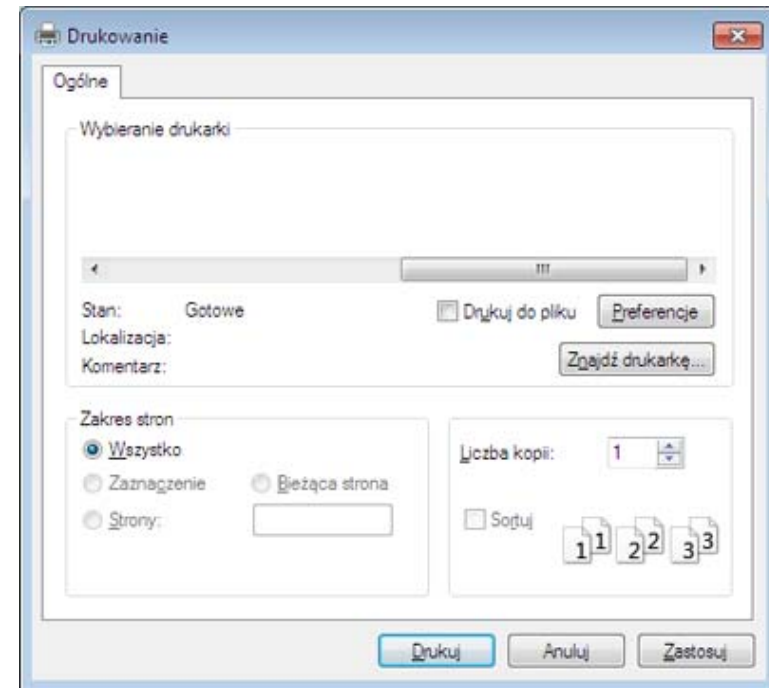 Drukowanie
Ogólne
Wybieranie drukarki
Stan: Gotowe
Drukuj do pliku
Preferencje
Lokalizacja:
Komentarz:
Znajdź drukarkę...
Zakres stron
Wszystko
Zaznaczenie
Bieżąca strona
Strony:
Liczba kopii: 1
Sortuj
1 1 2 2 3 3
Drukuj
Anuluj
Zastosuj